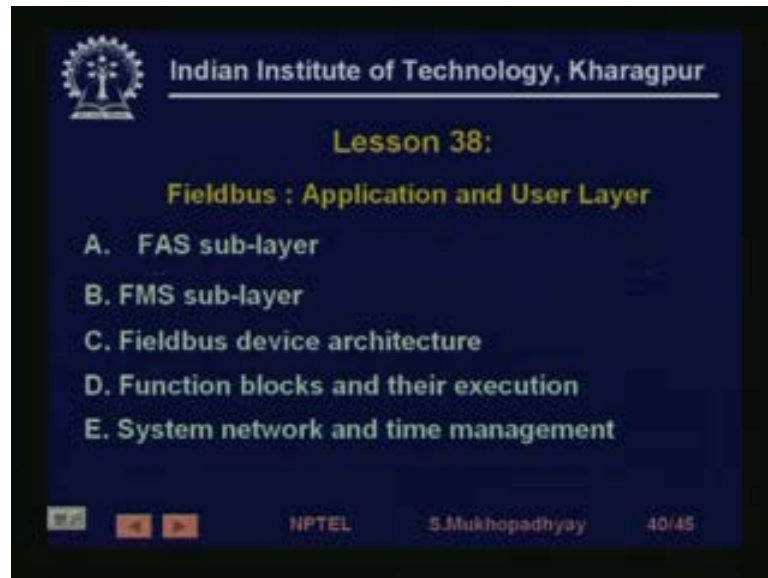 Indian Institute of Technology, Kharagpur
Lesson 38:
Fieldbus : Application and User Layer
A. FAS sub-layer
B. FMS sub-layer
C. Fieldbus device architecture
D. Function blocks and their execution
E. System network and time management
NPTEL S.Mukhopadhyay 40/45